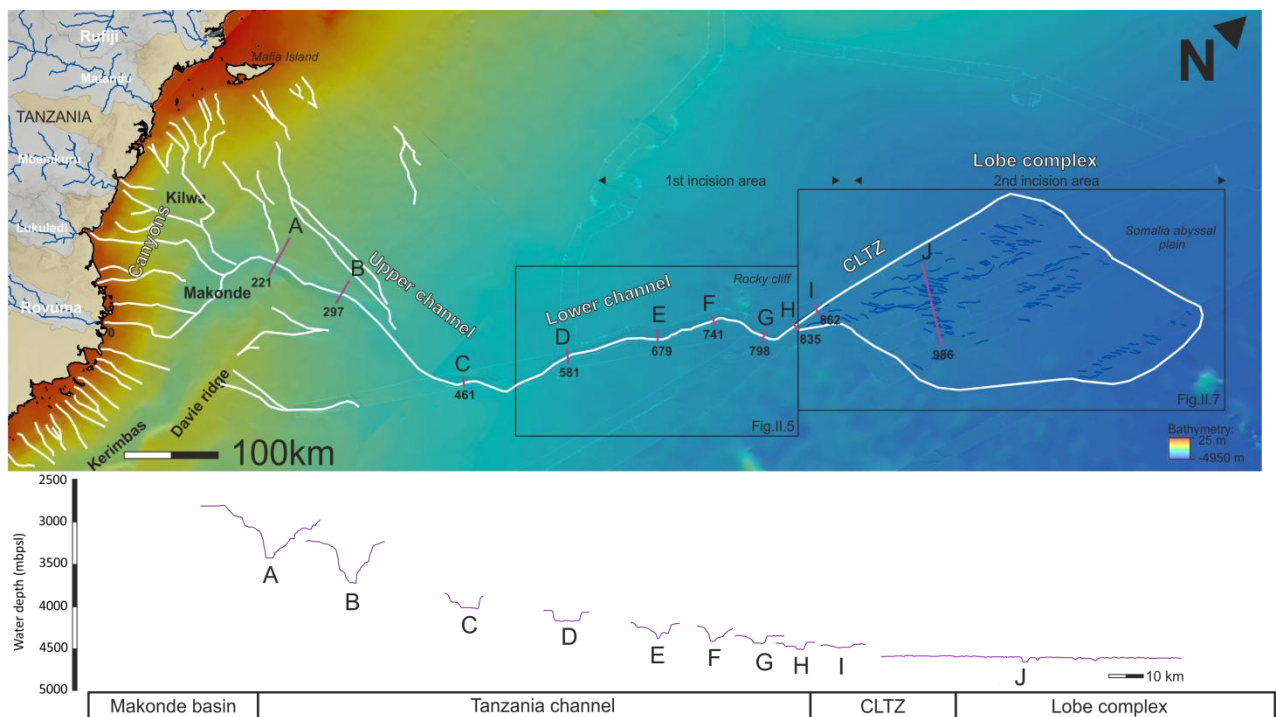 Rufiji
Mafia Island
N
Matandu
TANZANIA
Mbemkuru
Lobe complex
1st incision area
2nd incision area
Kilwa
Canyons
Lukuledi
A
Upper channel
CLTZ
Somalia abyssal
plain
B
J
221
Makonde
Lower channel
Rocky cliff
297
Rovuma
I
862
F
H
E
G
D
741
835
679
798
986
581
C
461
Davie ridge
Kerimbas
100km
Fig.II.5
Fig.II.7
Bathymetry:
25 m
-4950 m
Water depth (mbpsl)
2500
3000
3500
4000
4500
5000
A
B
C
D
E
F
G
H
I
J
10 km
Makonde basin
Tanzania channel
CLTZ
Lobe complex